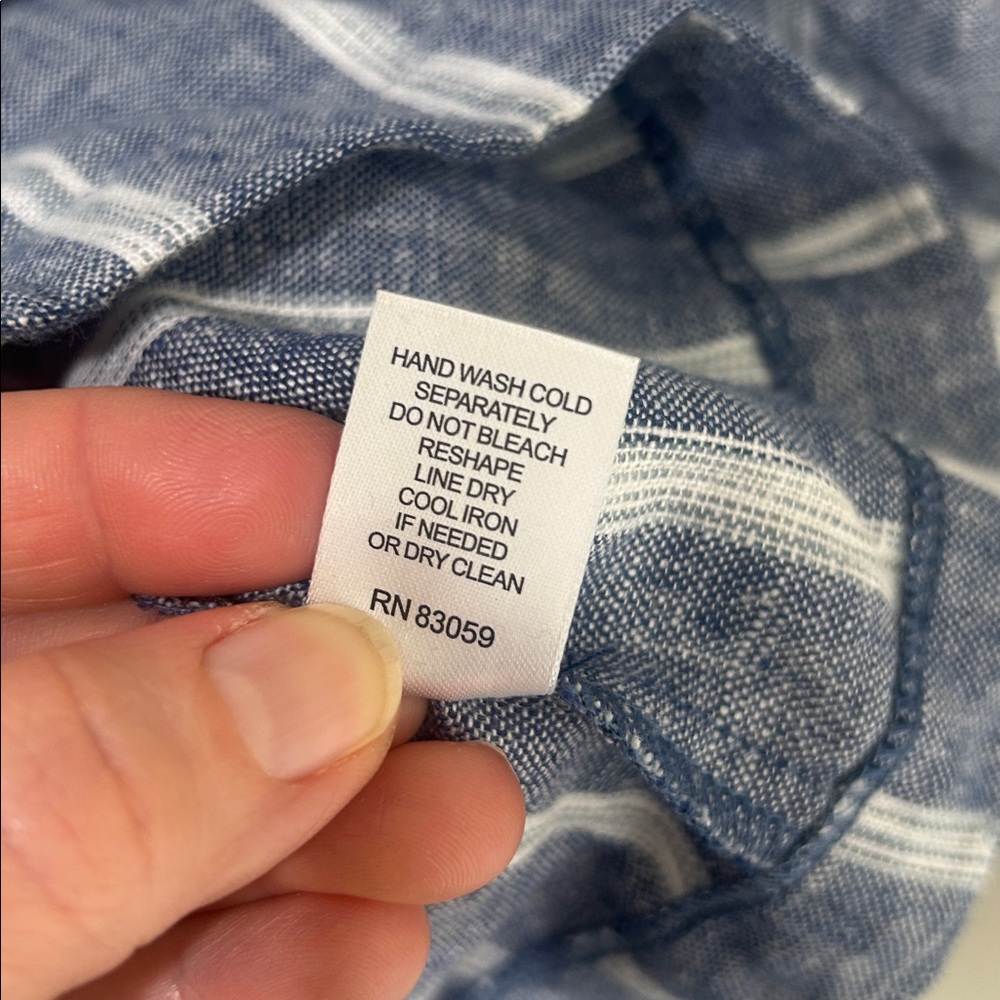 HAND WASH COLD
SEPARATELY
DO NOT BLEACH
RESHAPE
LINE DRY
COOL IRON
IF NEEDED
OR DRY CLEAN
RN 83059